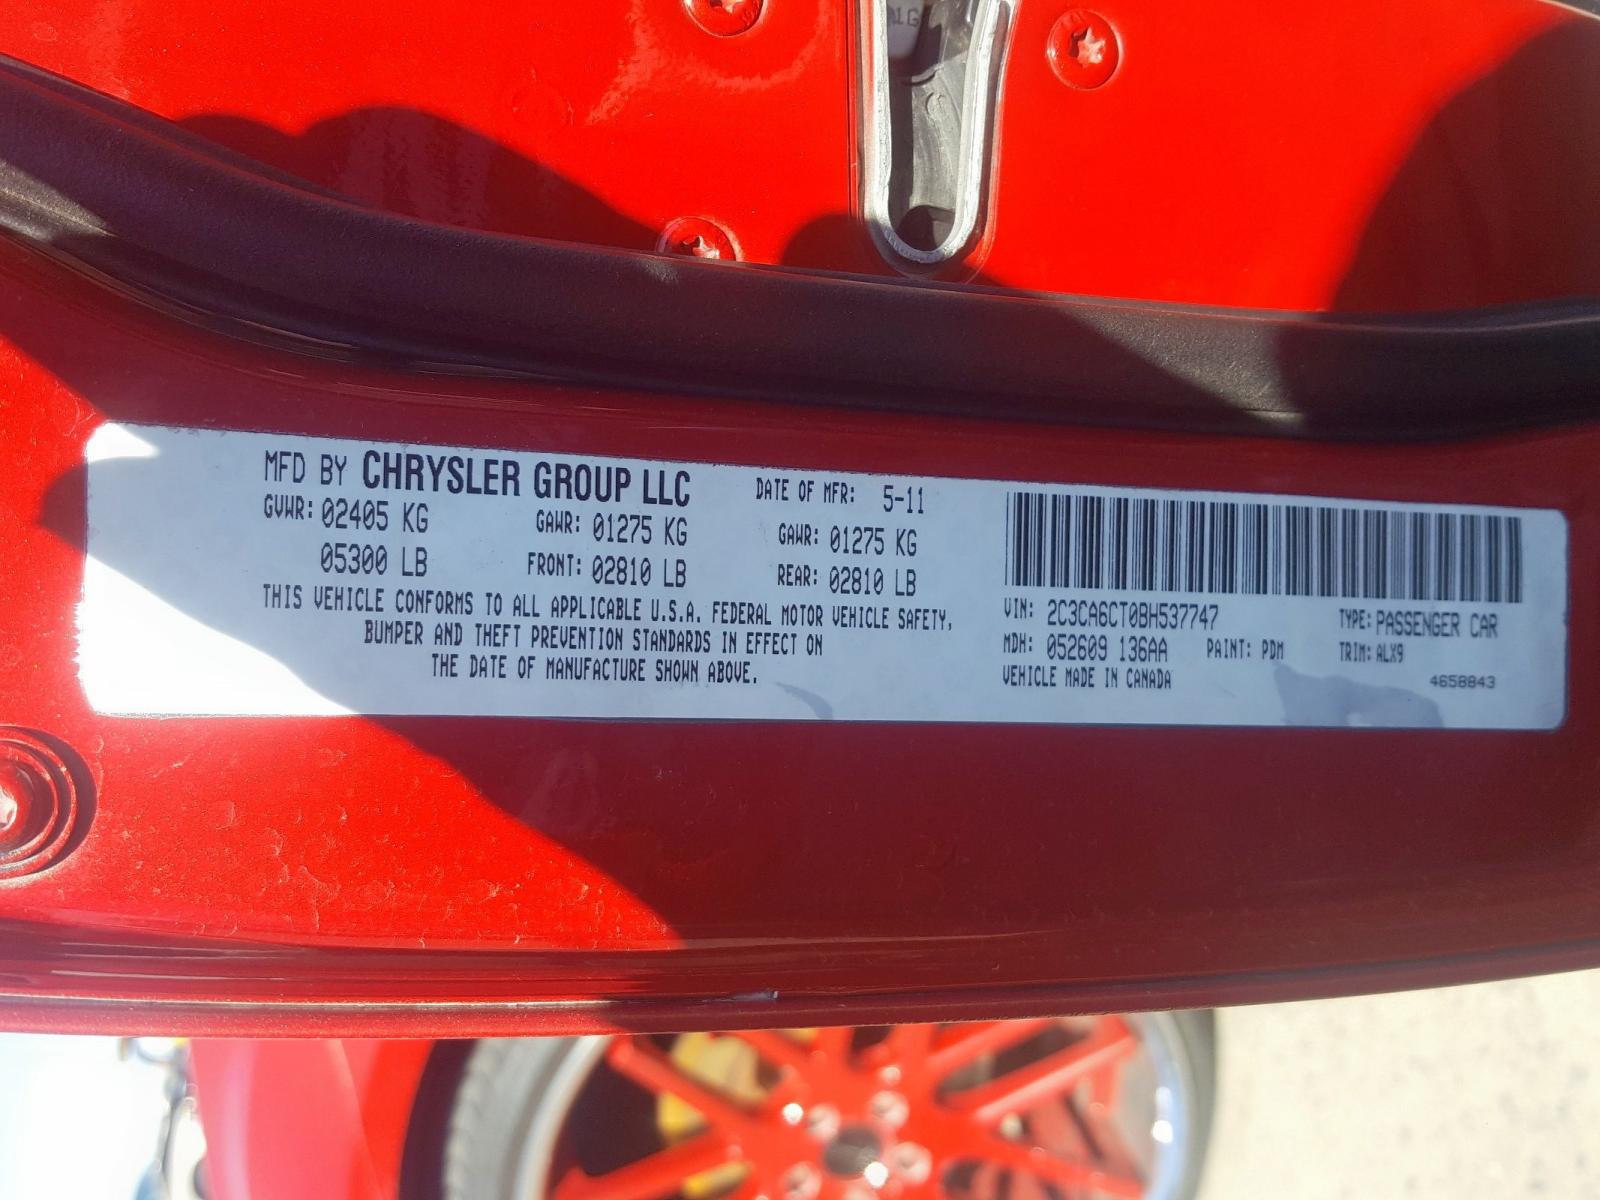 MFD BY CHRYSLER GROUP LLC DATE OF MFR: 5-11
GVWR: 02405 KG GAWR: 01275 KG GAWR: 01275 KG
05300 LB FRONT: 02810 LB REAR: 02810 LB
THIS VEHICLE CONFORMS TO ALL APPLICABLE U.S.A. FEDERAL MOTOR VEHICLE SAFETY,
BUMPER AND THEFT PREVENTION STANDARDS IN EFFECT ON
THE DATE OF MANUFACTURE SHOWN ABOVE.
VIN: 2C3CA6CT0BH537747 TYPE: PASSENGER CAR
MDH: 052609 136AA PAINT: PDM TRIM: ALX9
VEHICLE MADE IN CANADA 4658843